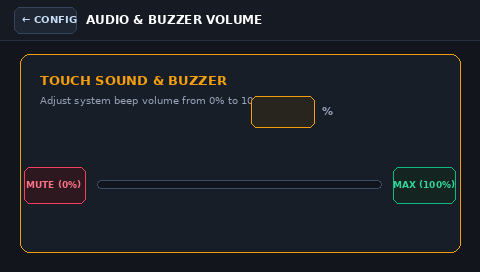 ← CONFIG
AUDIO & BUZZER VOLUME
TOUCH SOUND & BUZZER
Adjust system beep volume from 0% to 10
%
MUTE (0%)
MAX (100%)